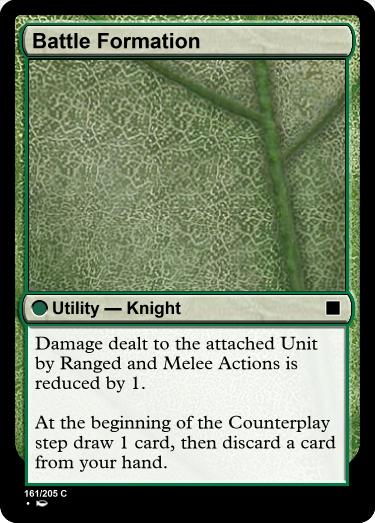 Battle Formation
Utility — Knight
Damage dealt to the attached Unit
by Ranged and Melee Actions is
reduced by 1.
At the beginning of the Counterplay
step draw 1 card, then discard a card
from your hand.
161/205 C